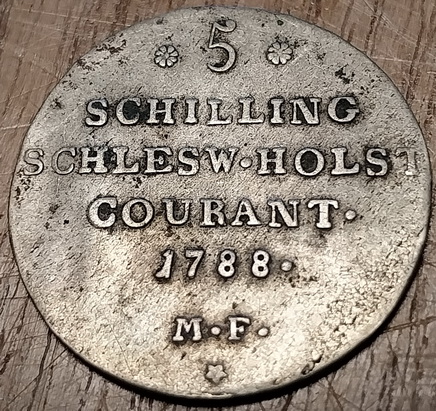 5
SCHILLING
SCHLESW·HOLST
COURANT·
1788·
M·F·